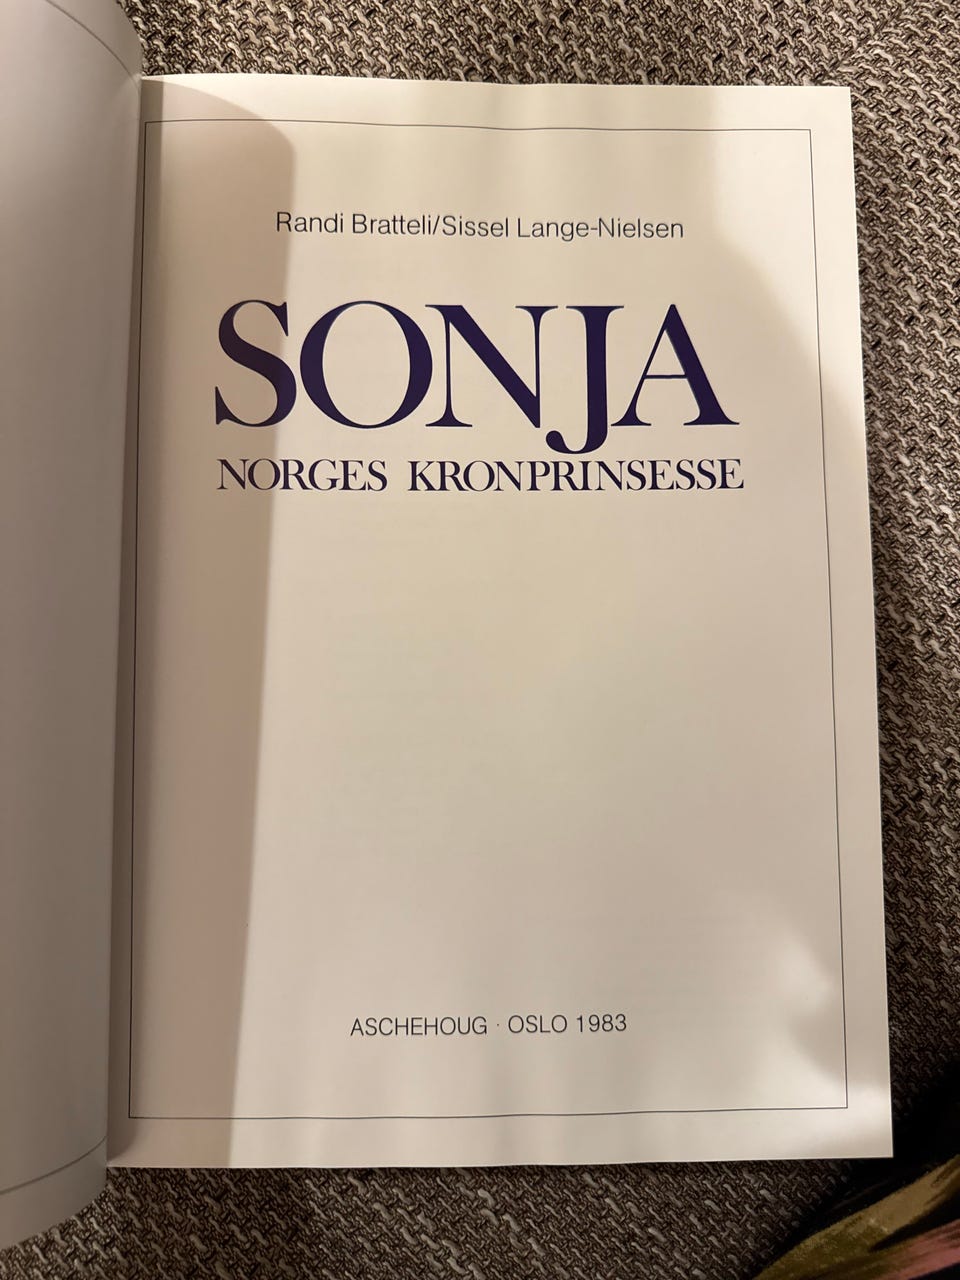 Randi Bratteli/Sissel Lange-Nielsen
SONJA
NORGES KRONPRINSESSE
ASCHEHOUG · OSLO 1983